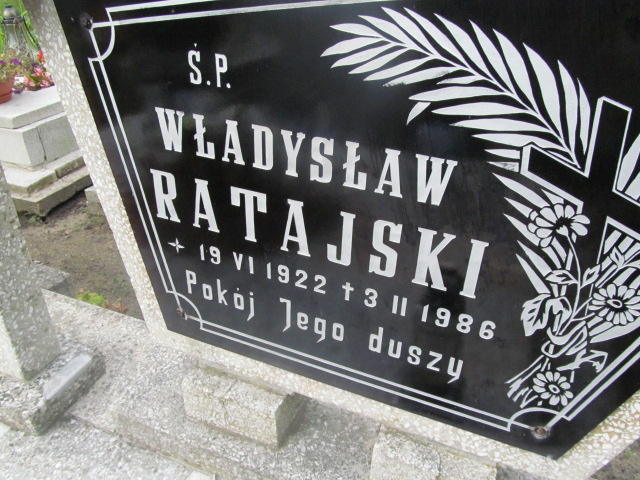 Ś.P.
WŁADYSŁAW
RATAJSKI
19 VI 1922 † 3 II 1986
Pokój Jego duszy